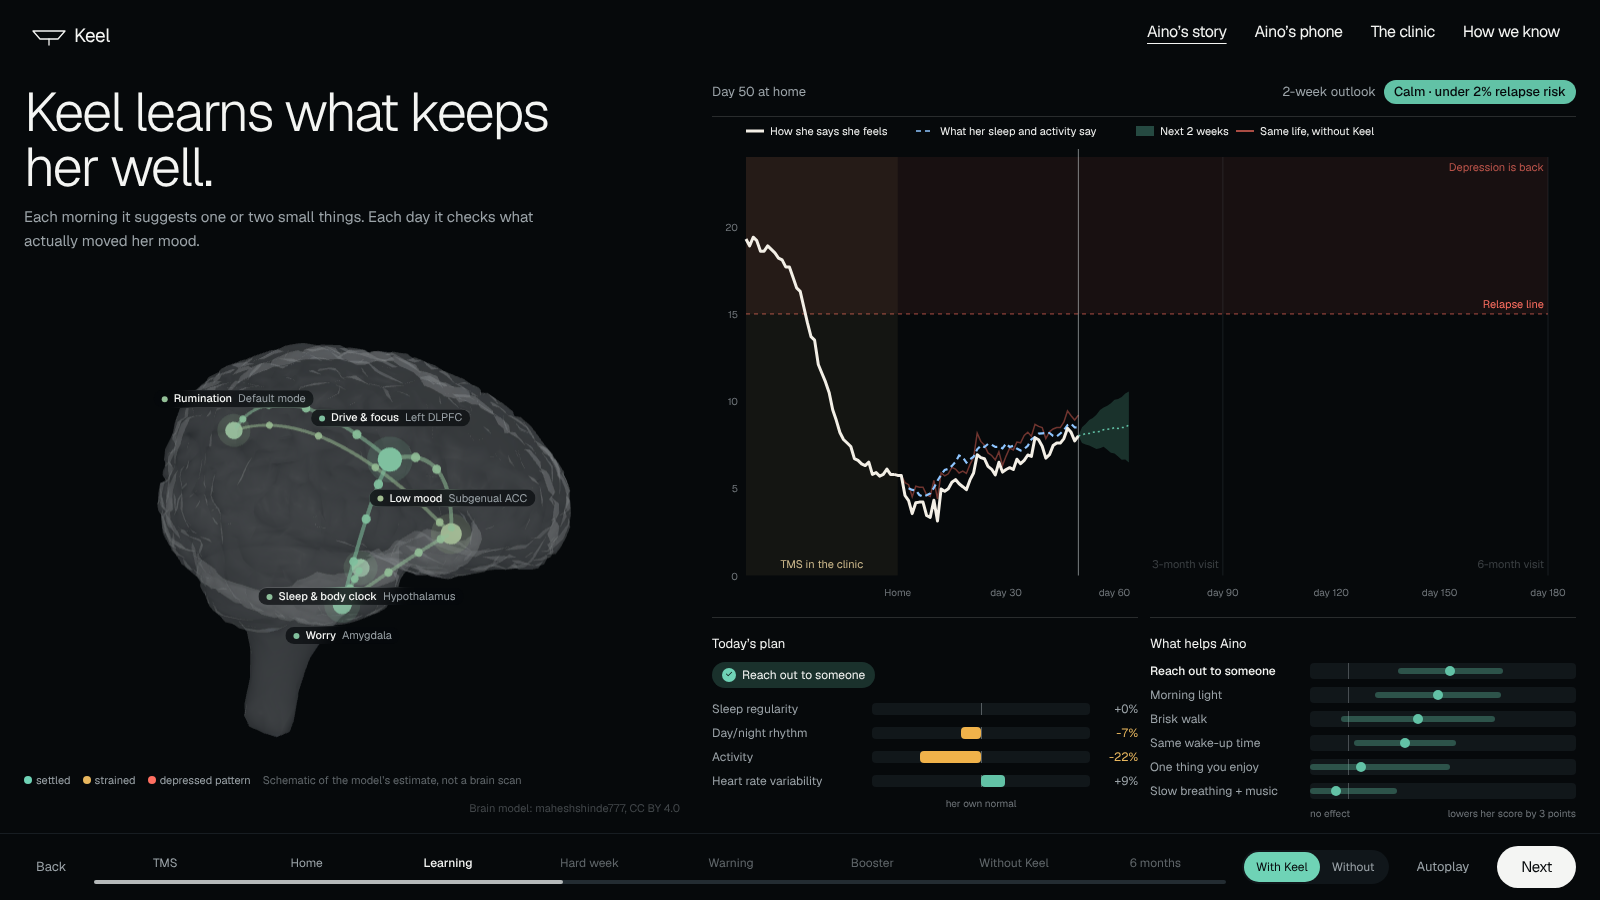 Keel
Aino's story
Aino's phone
The clinic
How we know
Keel learns what keeps
her well.
Each morning it suggests one or two small things. Each day it checks what
actually moved her mood.
Rumination Default mode
Drive & focus Left DLPFC
Low mood Subgenual ACC
Sleep & body clock Hypothalamus
Worry Amygdala
settled
strained
depressed pattern
Schematic of the model's estimate, not a brain scan
Brain model: maheshshinde777, CC BY 4.0
Day 50 at home
2-week outlook
Calm · under 2% relapse risk
How she says she feels
What her sleep and activity say
Next 2 weeks
Same life, without Keel
Depression is back
20
Relapse line
15
10
5
0
TMS in the clinic
3-month visit
6-month visit
Home
day 30
day 60
day 90
day 120
day 150
day 180
Today's plan
Reach out to someone
Sleep regularity +0%
Day/night rhythm -7%
Activity -22%
Heart rate variability +9%
her own normal
What helps Aino
Reach out to someone
Morning light
Brisk walk
Same wake-up time
One thing you enjoy
Slow breathing + music
no effect
lowers her score by 3 points
Back
TMS
Home
Learning
Hard week
Warning
Booster
Without Keel
6 months
With Keel
Without
Autoplay
Next